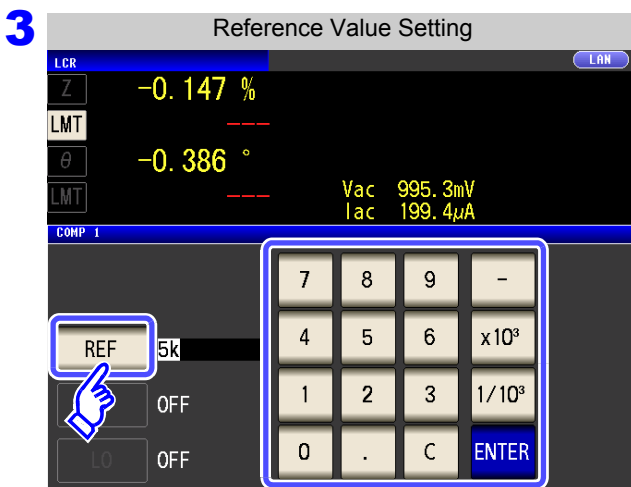 3
Reference Value Setting
LCR
LAN
Z -0.147 %
LMT ---
θ -0.386 °
LMT ---
Vac 995.3mV
Iac 199.4μA
COMP 1
7 8 9 -
REF 5k
4 5 6 x10³
OFF
1 2 3 1/10³
LO OFF
0 . C ENTER